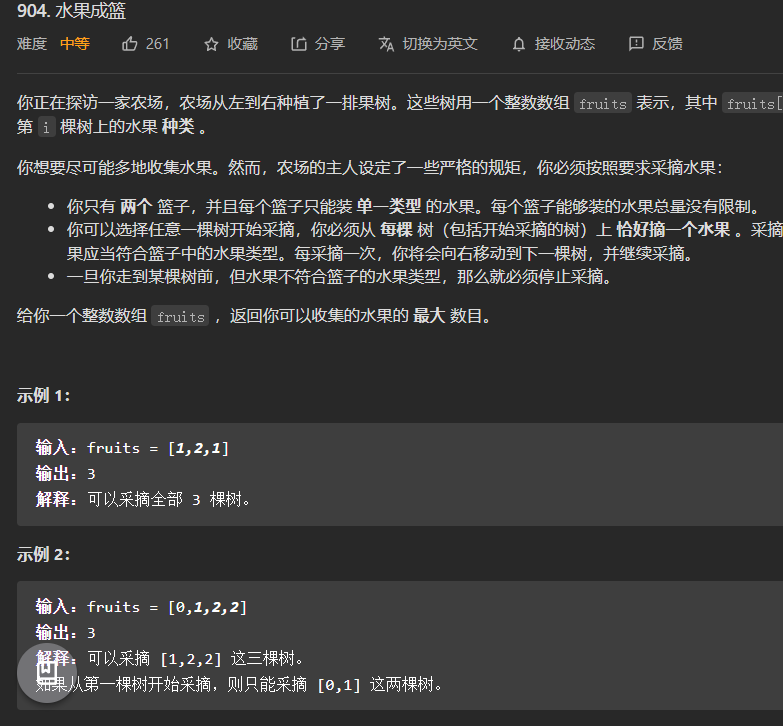 904. 水果成篮
难度 中等 261 收藏 分享 切换为英文 接收动态 反馈
你正在探访一家农场，农场从左到右种植了一排果树。这些树用一个整数数组 fruits 表示，其中 fruits[
第 i 棵树上的水果 种类 。
你想要尽可能多地收集水果。然而，农场的主人设定了一些严格的规矩，你必须按照要求采摘水果：
• 你只有 两个 篮子，并且每个篮子只能装 单一类型 的水果。每个篮子能够装的水果总量没有限制。
• 你可以选择任意一棵树开始采摘，你必须从 每棵 树（包括开始采摘的树）上 恰好摘一个水果 。采摘
果应当符合篮子中的水果类型。每采摘一次，你将会向右移动到下一棵树，并继续采摘。
• 一旦你走到某棵树前，但水果不符合篮子的水果类型，那么就必须停止采摘。
给你一个整数数组 fruits ，返回你可以收集的水果的 最大 数目。
示例 1：
输入：fruits = [1,2,1]
输出：3
解释：可以采摘全部 3 棵树。
示例 2：
输入：fruits = [0,1,2,2]
输出：3
解释：可以采摘 [1,2,2] 这三棵树。
如果从第一棵树开始采摘，则只能采摘 [0,1] 这两棵树。